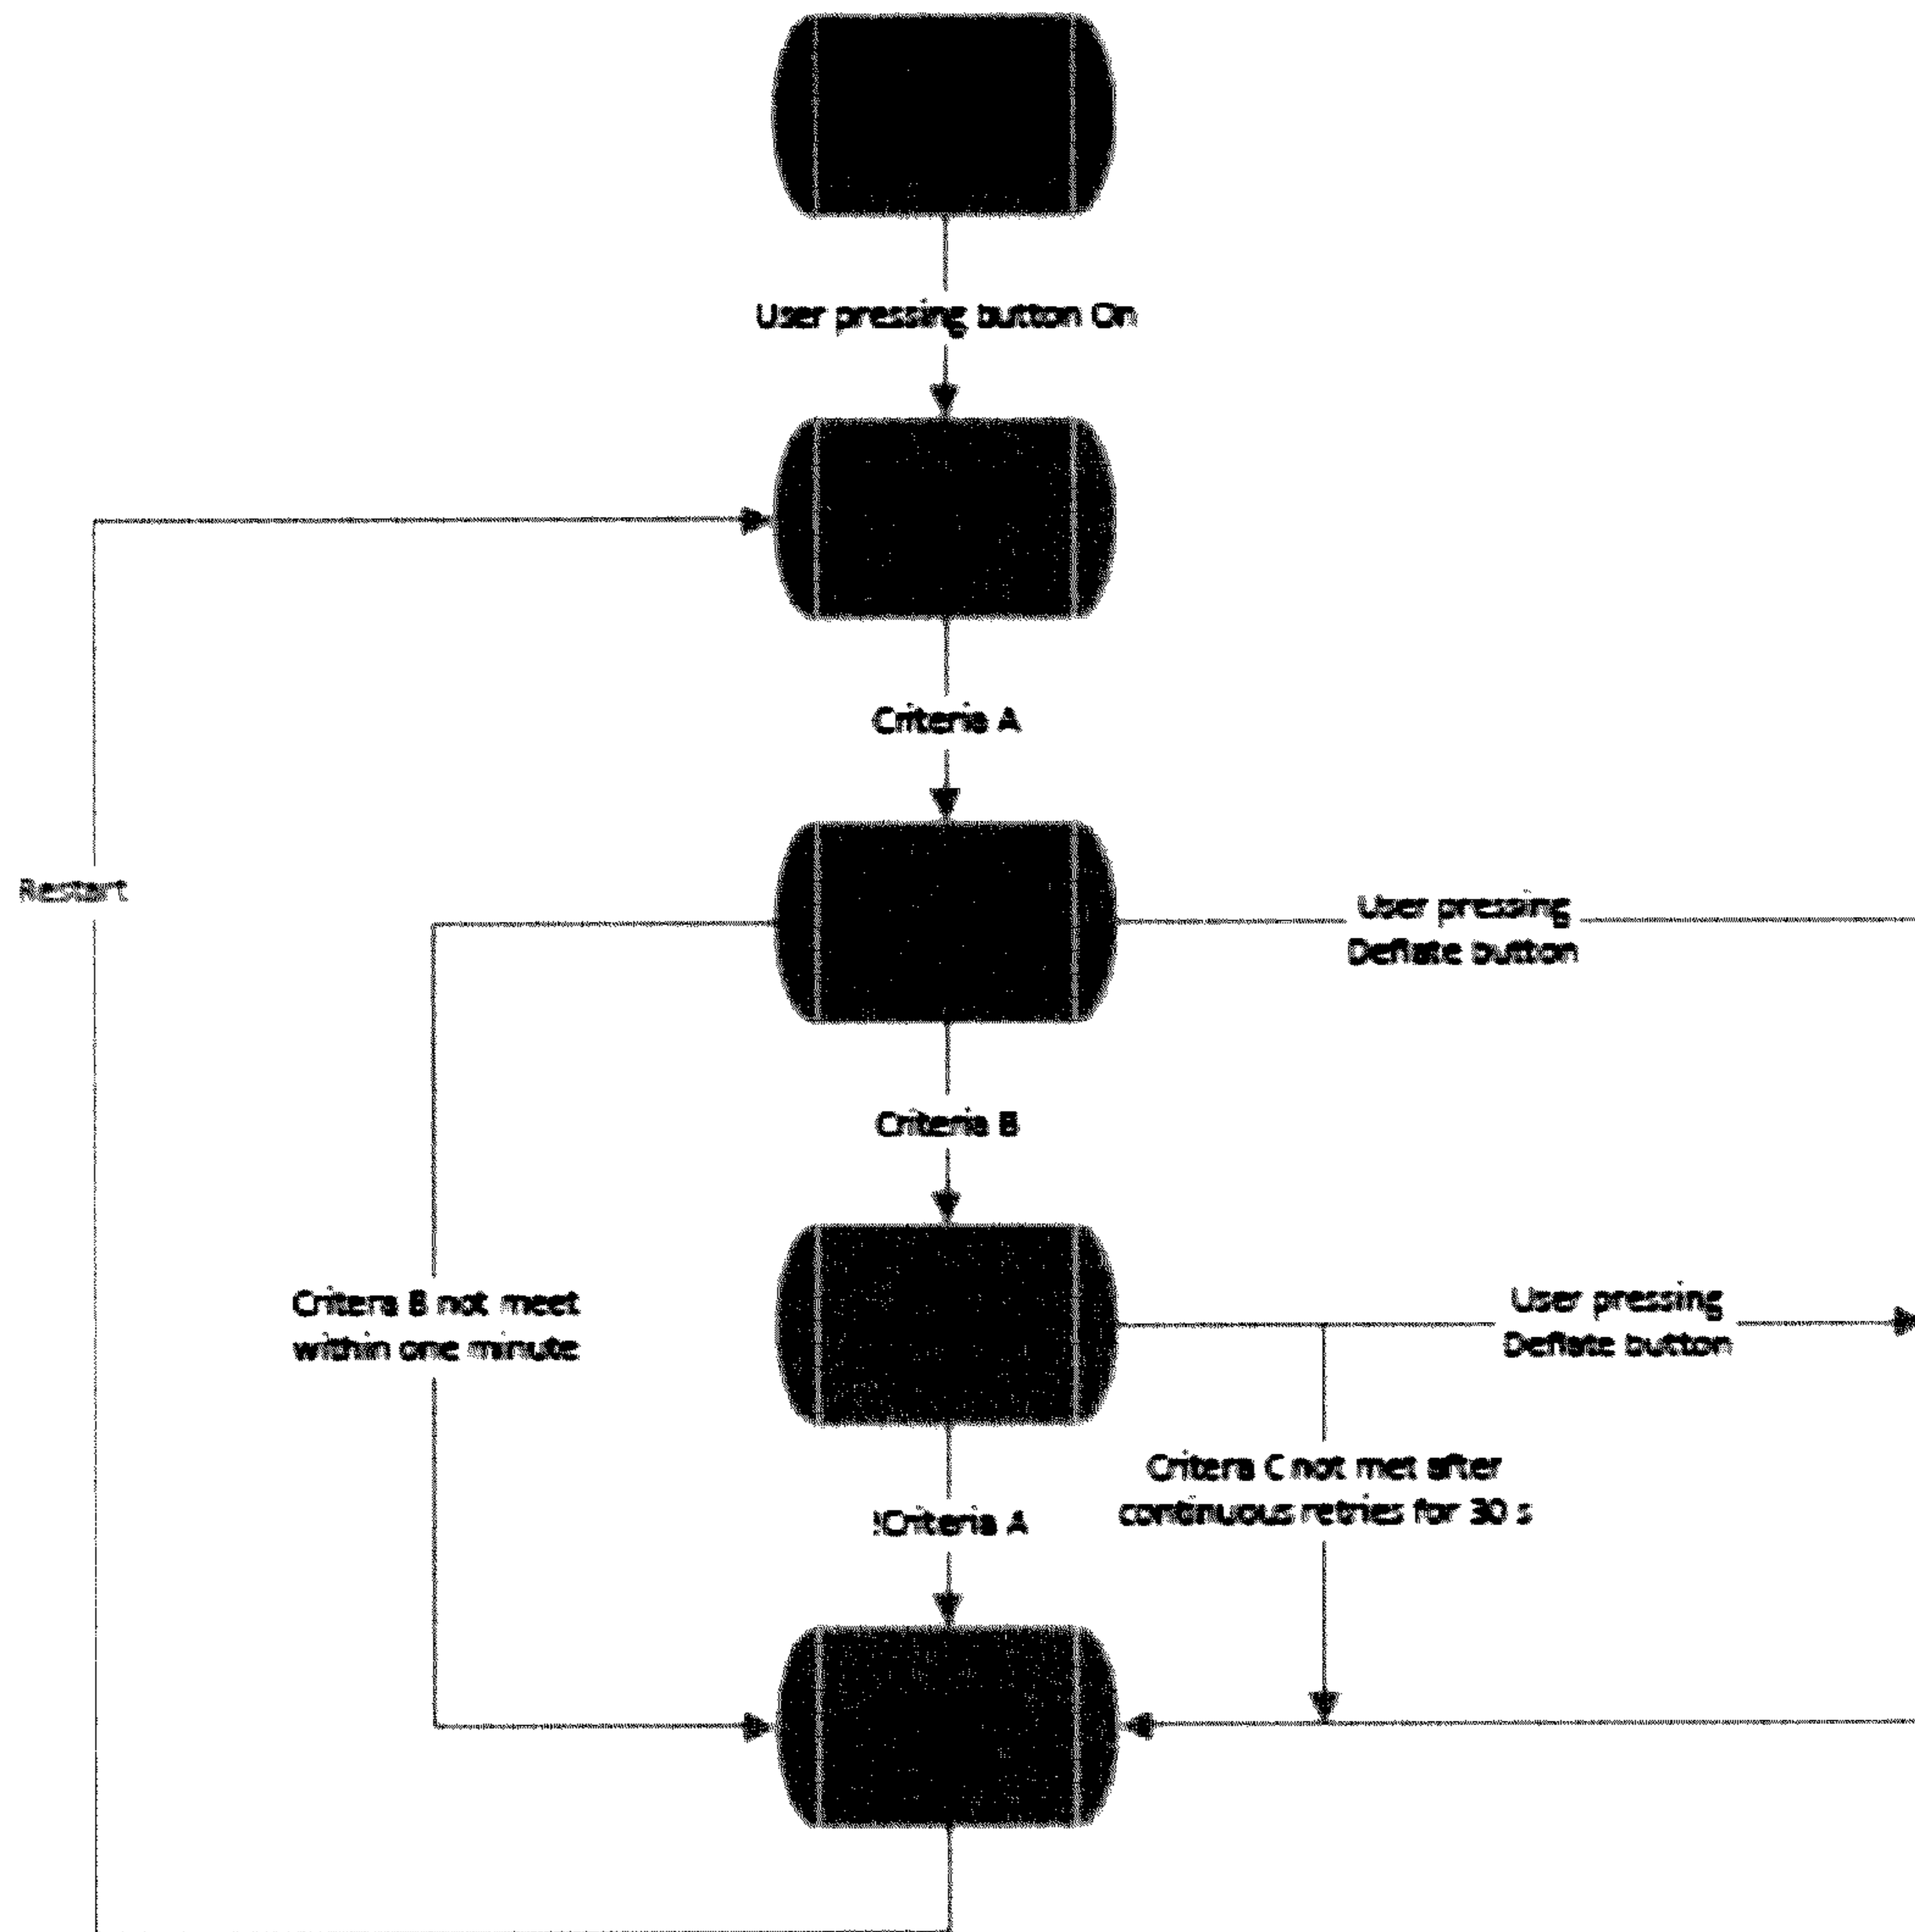 User pressing button On
Criteria A
Restart
User pressing
Deflate button
Criteria B
Critera B not meet
within one minute
User pressing
Deflate button
Critera C not met after
continuous retries for 30 s
!Criteria A